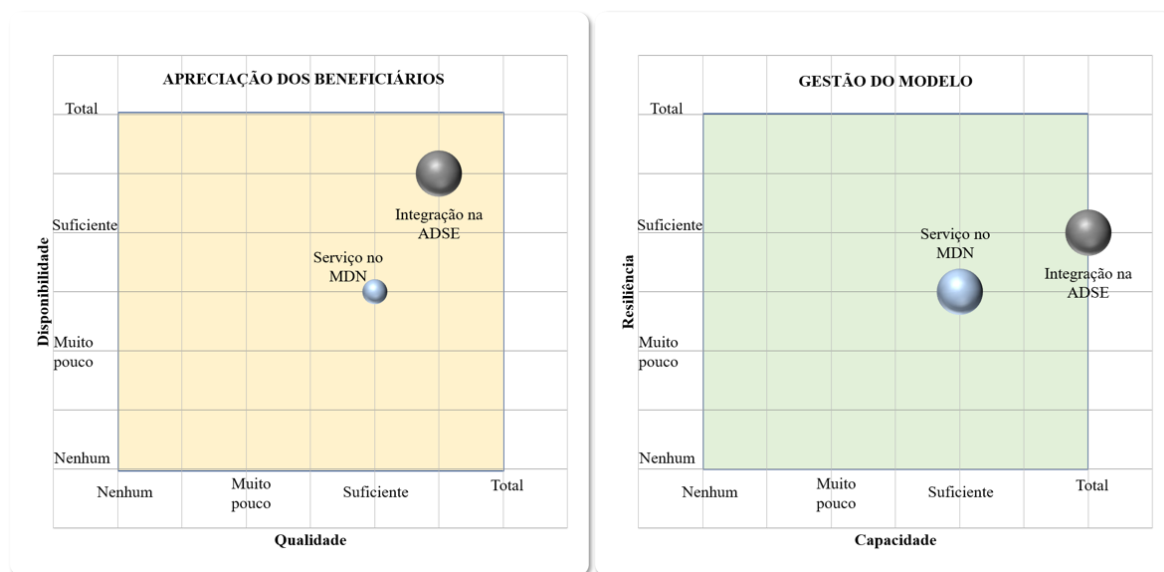 APRECIAÇÃO DOS BENEFICIÁRIOS
Total
Suficiente
Muito
pouco
Nenhum
Disponibilidade
Integração na
ADSE
Serviço no
MDN
Nenhum
Muito
pouco
Suficiente
Total
Qualidade
GESTÃO DO MODELO
Total
Suficiente
Muito
pouco
Nenhum
Resiliência
Serviço no
MDN
Integração na
ADSE
Nenhum
Muito
pouco
Suficiente
Total
Capacidade